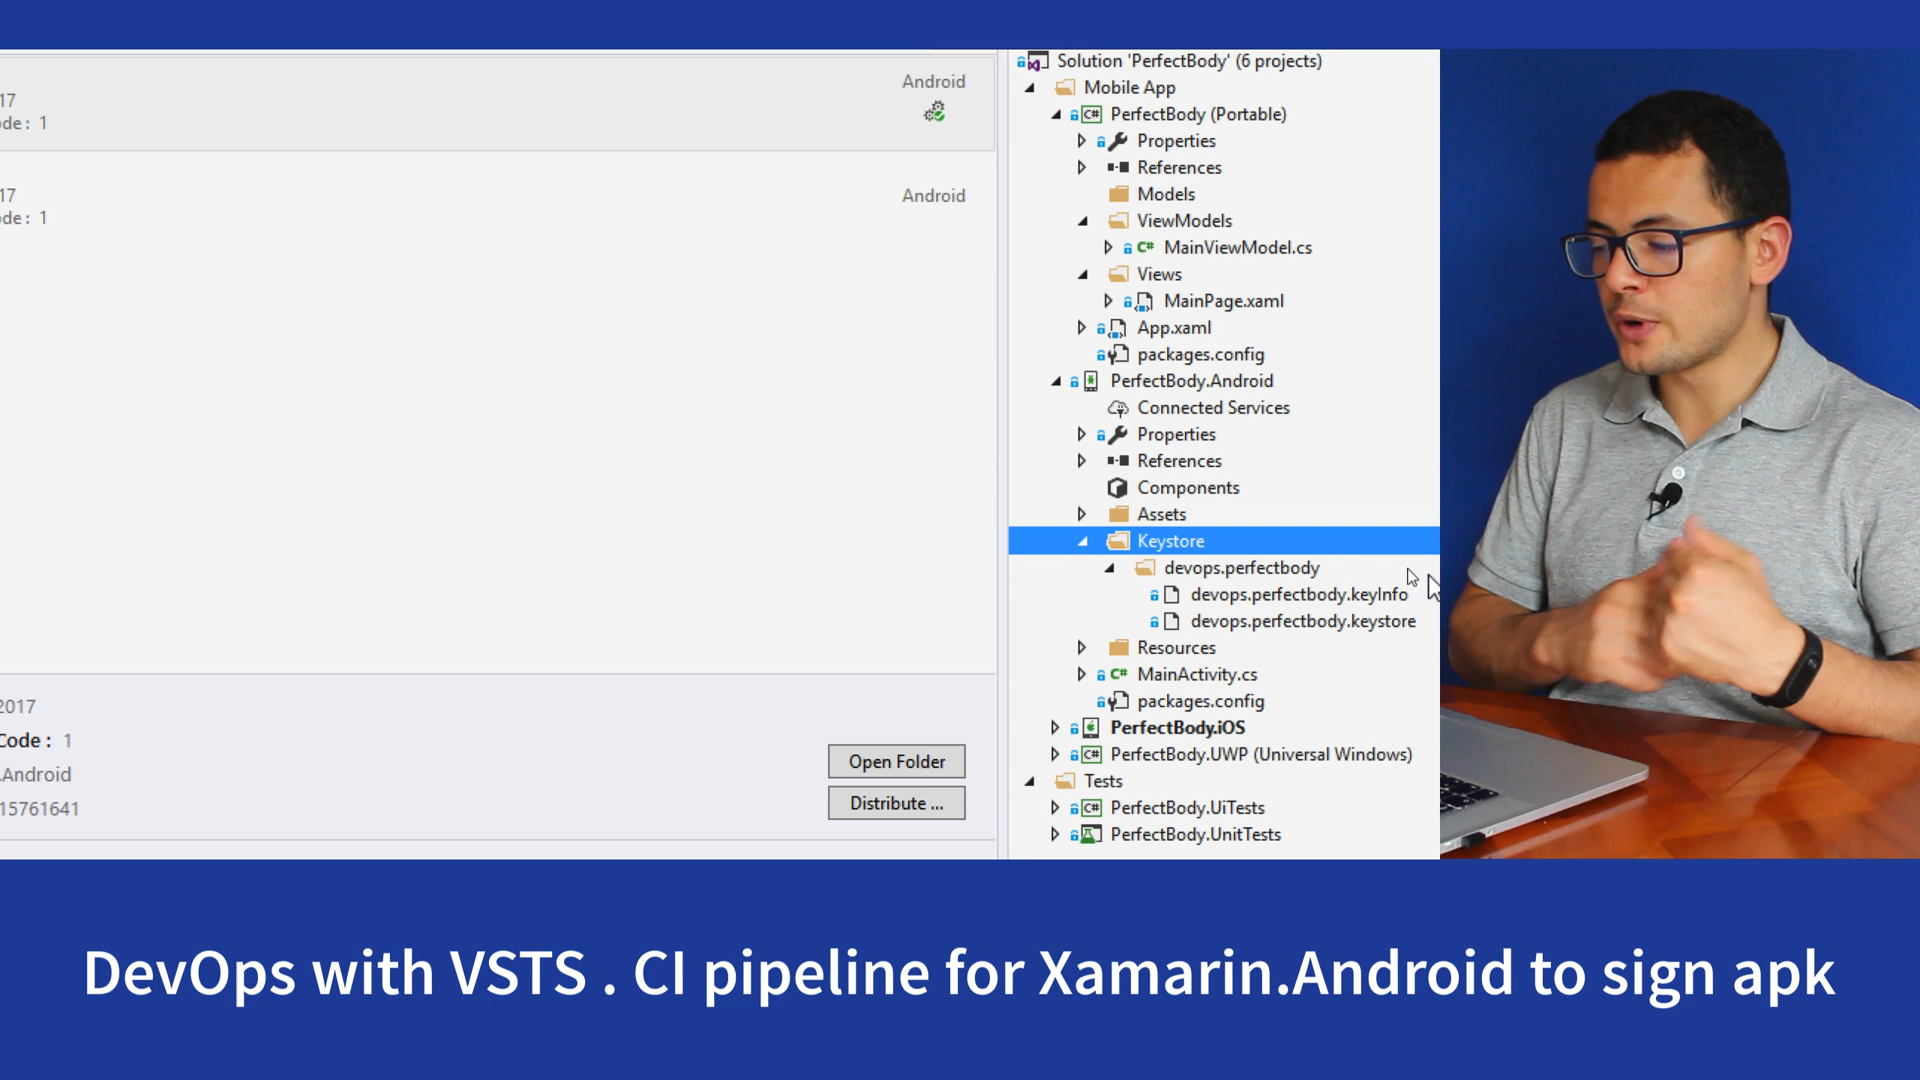 17
ode: 1
Android
17
ode: 1
Android
2017
Code: 1
.Android
15761641
Open Folder
Distribute ...
Solution 'PerfectBody' (6 projects)
Mobile App
PerfectBody (Portable)
Properties
References
Models
ViewModels
C# MainViewModel.cs
Views
MainPage.xaml
App.xaml
packages.config
PerfectBody.Android
Connected Services
Properties
References
Components
Assets
Keystore
devops.perfectbody
devops.perfectbody.keyInfo
devops.perfectbody.keystore
Resources
C# MainActivity.cs
packages.config
PerfectBody.iOS
C# PerfectBody.UWP (Universal Windows)
Tests
C# PerfectBody.UiTests
PerfectBody.UnitTests
DevOps with VSTS . CI pipeline for Xamarin.Android to sign apk